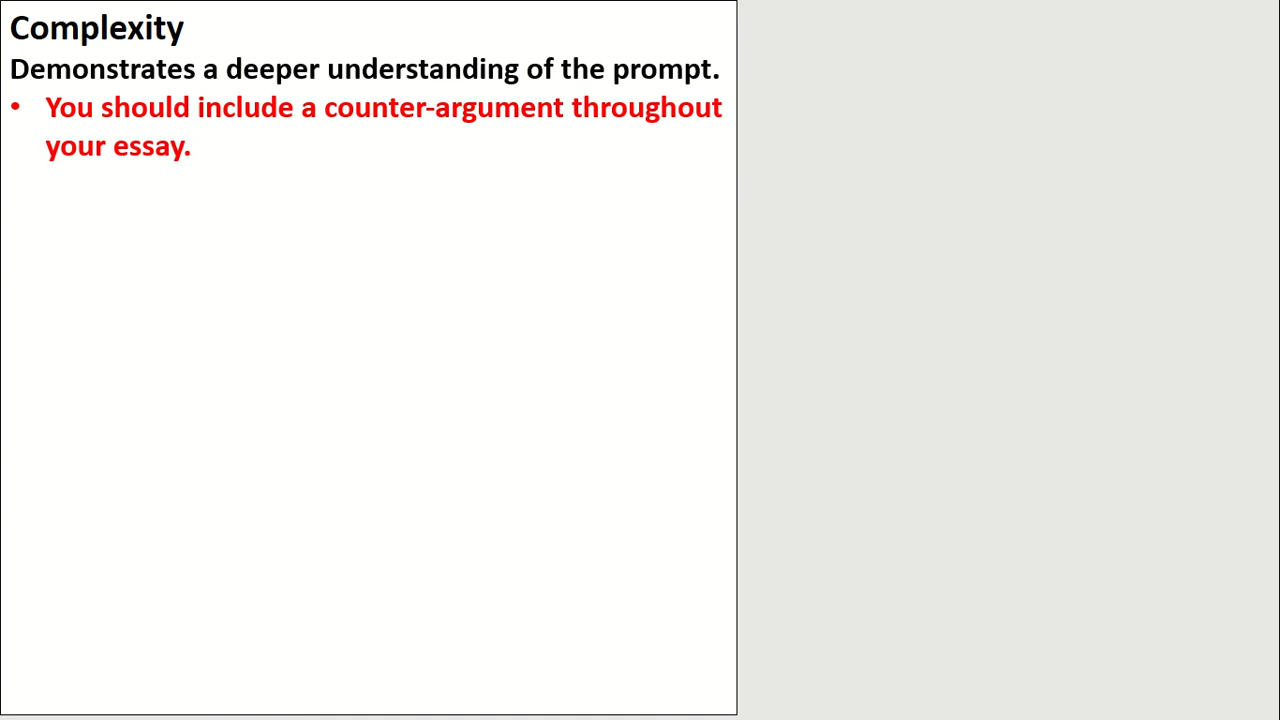 Complexity
Demonstrates a deeper understanding of the prompt.
• You should include a counter-argument throughout
your essay.